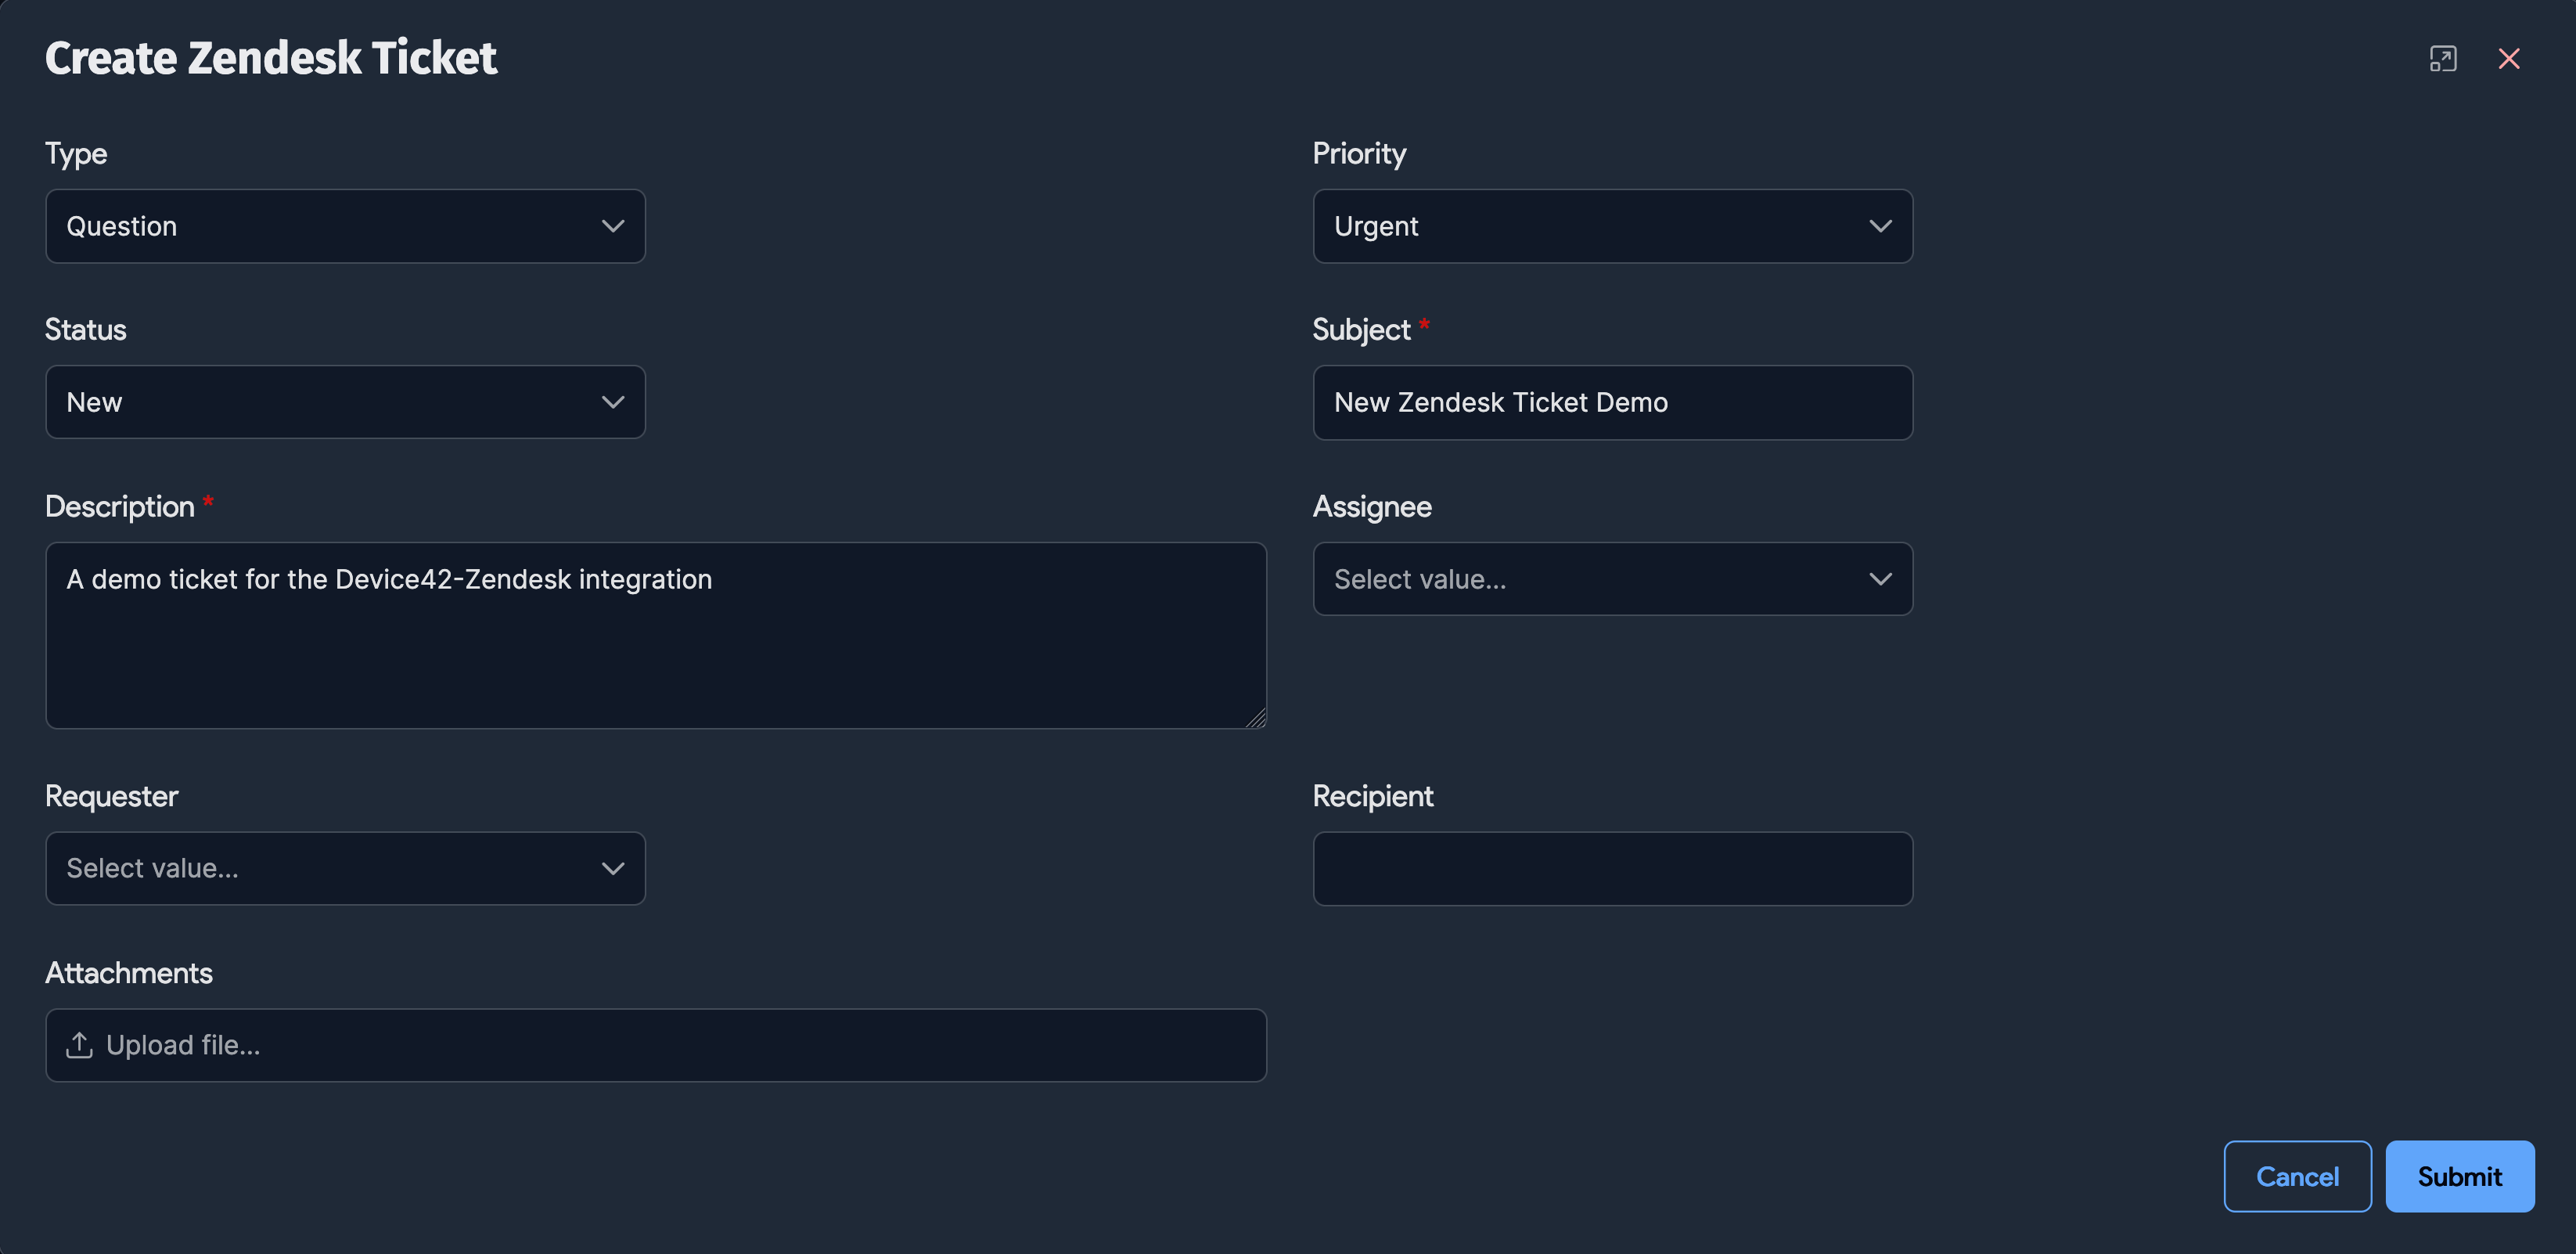 Create Zendesk Ticket
Type
Priority
Question
Urgent
Status
Subject *
New
New Zendesk Ticket Demo
Description *
Assignee
A demo ticket for the Device42-Zendesk integration
Select value...
Requester
Recipient
Select value...
Attachments
Upload file...
Cancel
Submit